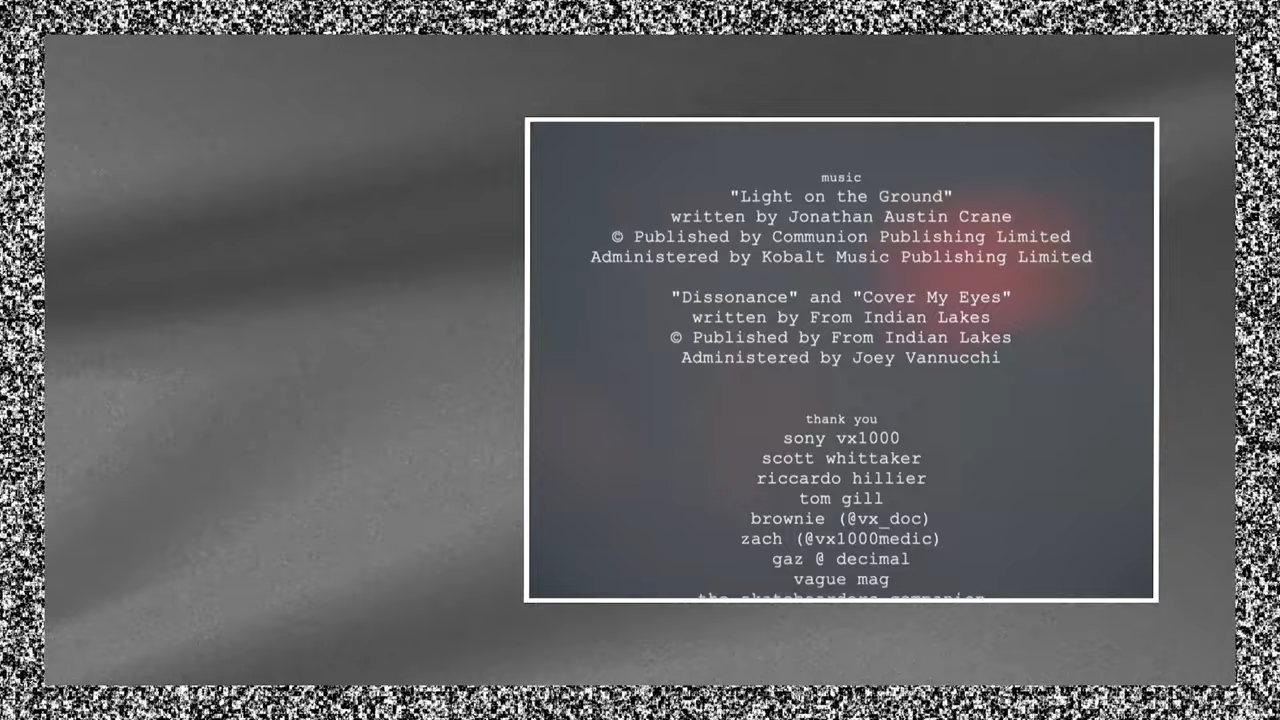 music
"Light on the Ground"
written by Jonathan Austin Crane
© Published by Communion Publishing Limited
Administered by Kobalt Music Publishing Limited
"Dissonance" and "Cover My Eyes"
written by From Indian Lakes
© Published by From Indian Lakes
Administered by Joey Vannucchi
thank you
sony vx1000
scott whittaker
riccardo hillier
tom gill
brownie (@vx_doc)
zach (@vx1000medic)
gaz @ decimal
vague mag
the skateboarders companion